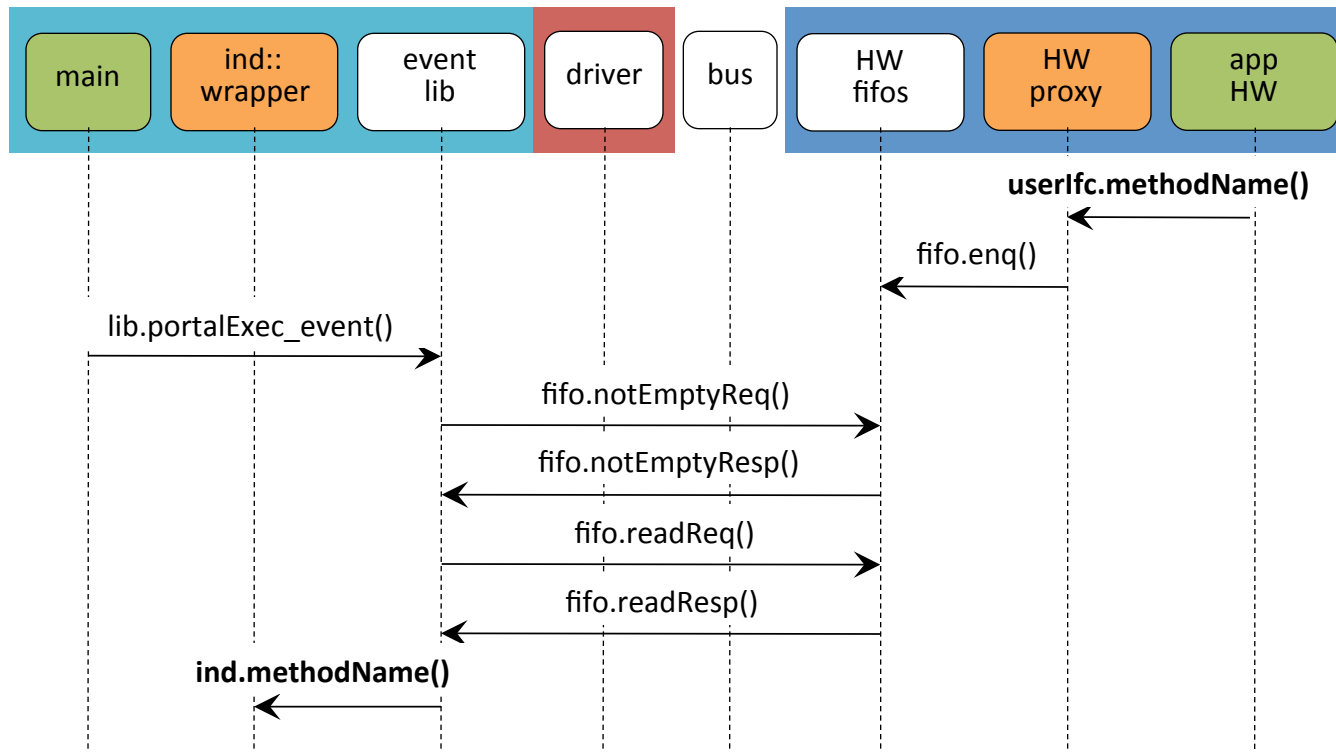 main
ind::
wrapper
event
lib
driver
bus
HW
fifos
HW
proxy
app
HW
userIfc.methodName()
fifo.enq()
lib.portalExec_event()
fifo.notEmptyReq()
fifo.notEmptyResp()
fifo.readReq()
fifo.readResp()
ind.methodName()